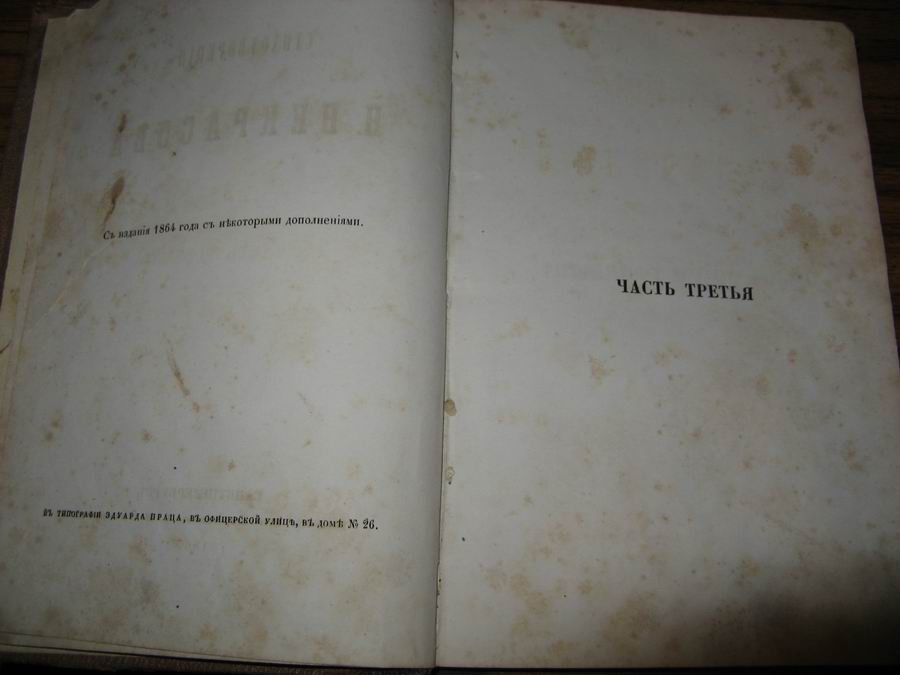 Съ изданія 1864 года съ нѣкоторыми дополненіями.
ВЪ ТИПОГРАФІИ ЭДУАРДА ПРАЦА, ВЪ ОФИЦЕРСКОЙ УЛИЦѢ, ВЪ ДОМѢ № 26.
ЧАСТЬ ТРЕТЬЯ